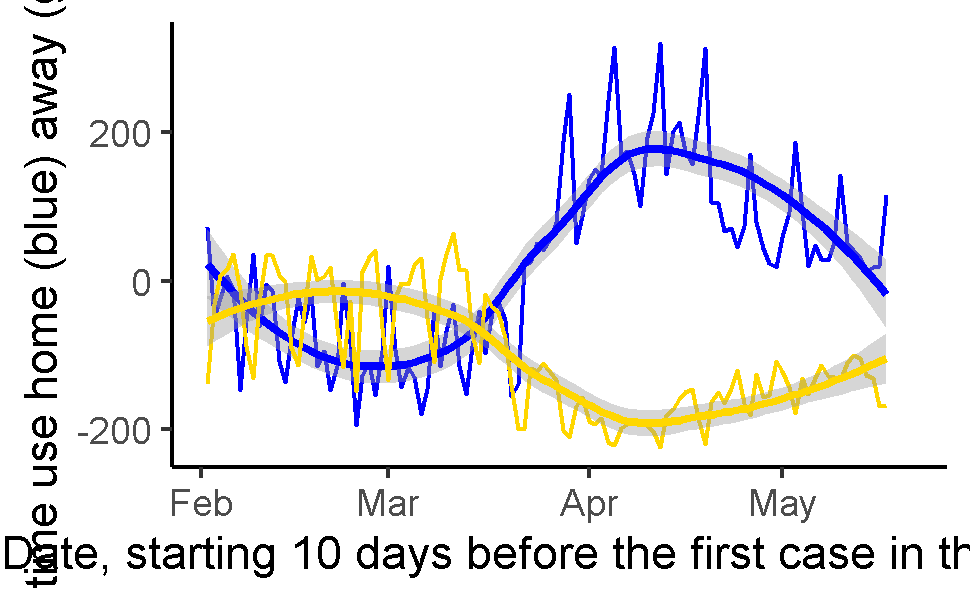 time use home (blue) away (g
200
0
-200
Feb Mar Apr May
Date, starting 10 days before the first case in th